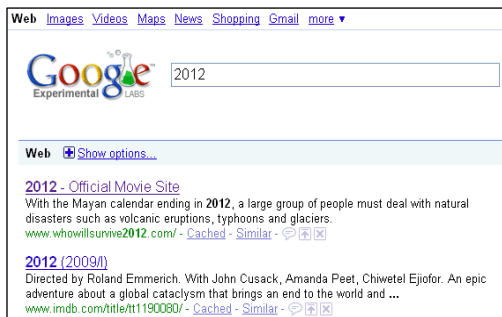 Web Images Videos Maps News Shopping Gmail more ▼
Google™
Experimental LABS
2012
Web Show options...
2012 - Official Movie Site
With the Mayan calendar ending in 2012, a large group of people must deal with natural
disasters such as volcanic eruptions, typhoons and glaciers.
www.whowillsurvive2012.com/ - Cached - Similar -
2012 (2009/I)
Directed by Roland Emmerich. With John Cusack, Amanda Peet, Chiwetel Ejiofor. An epic
adventure about a global cataclysm that brings an end to the world and ...
www.imdb.com/title/tt1190080/ - Cached - Similar -